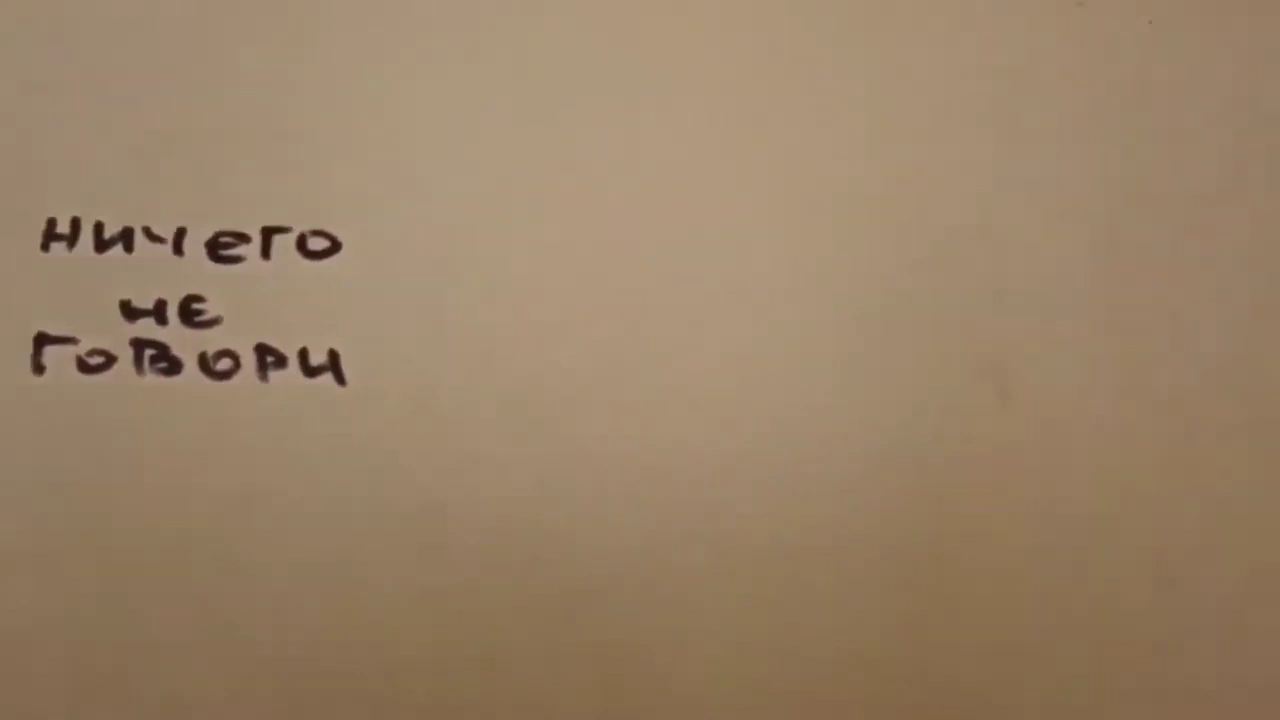 ничего
не
говори